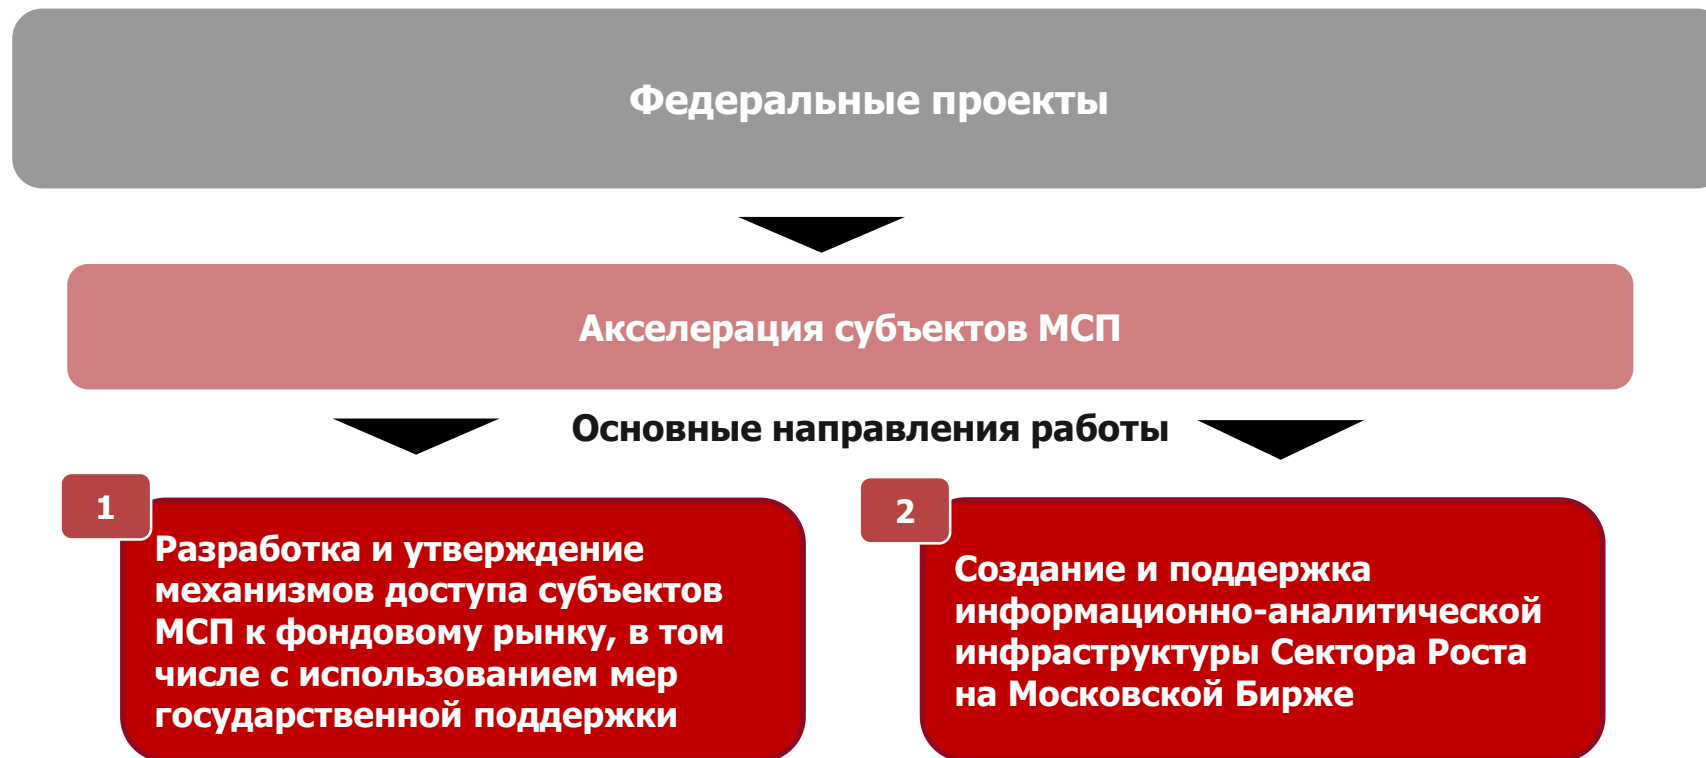 Федеральные проекты
Акселерация субъектов МСП
Основные направления работы
1
Разработка и утверждение
механизмов доступа субъектов
МСП к фондовому рынку, в том
числе с использованием мер
государственной поддержки
2
Создание и поддержка
информационно-аналитической
инфраструктуры Сектора Роста
на Московской Бирже